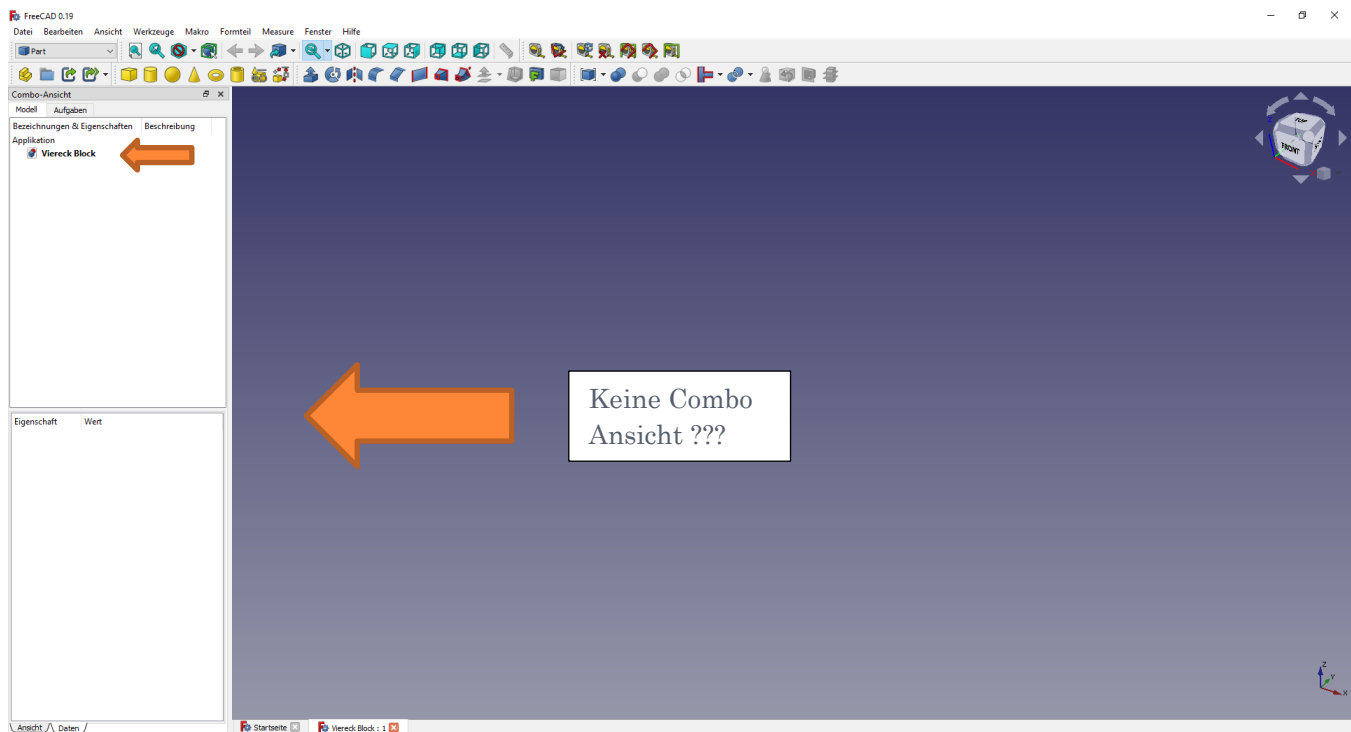 FreeCAD 0.19
Datei Bearbeiten Ansicht Werkzeuge Makro Formteil Measure Fenster Hilfe
Part
Combo-Ansicht
Modell Aufgaben
Bezeichnungen & Eigenschaften Beschreibung
Applikation
Viereck Block
TOP
FRONT
Z
Keine Combo
Ansicht ???
Eigenschaft Wert
Z
Y
X
Ansicht Daten
Startseite Viereck Block : 1